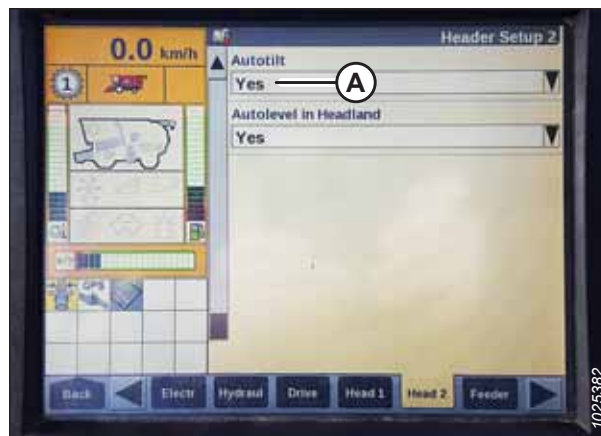 0.0 km/h
Header Setup 2
1
Autotilt
Yes
A
Autolevel in Headland
Yes
Back
Electr
Hydraul
Drive
Head 1
Head 2
Feeder
1025382